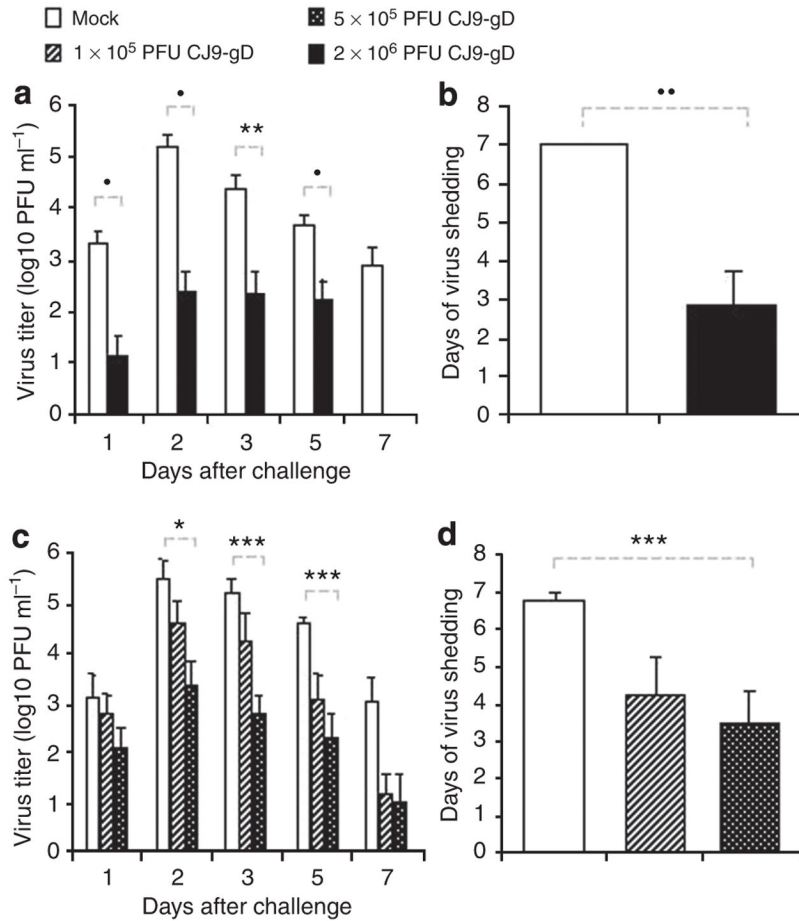 Mock
5 × 10⁵ PFU CJ9-gD
1 × 10⁵ PFU CJ9-gD
2 × 10⁶ PFU CJ9-gD
a
6
5
4
3
2
1
0
Virus titer (log10 PFU ml⁻¹)
•
•
**
•
1 2 3 5 7
Days after challenge
b
8
7
6
5
4
3
2
1
0
Days of virus shedding
••
c
6
5
4
3
2
1
0
Virus titer (log10 PFU ml⁻¹)
*
***
***
1 2 3 5 7
Days after challenge
d
8
7
6
5
4
3
2
1
0
Days of virus shedding
***